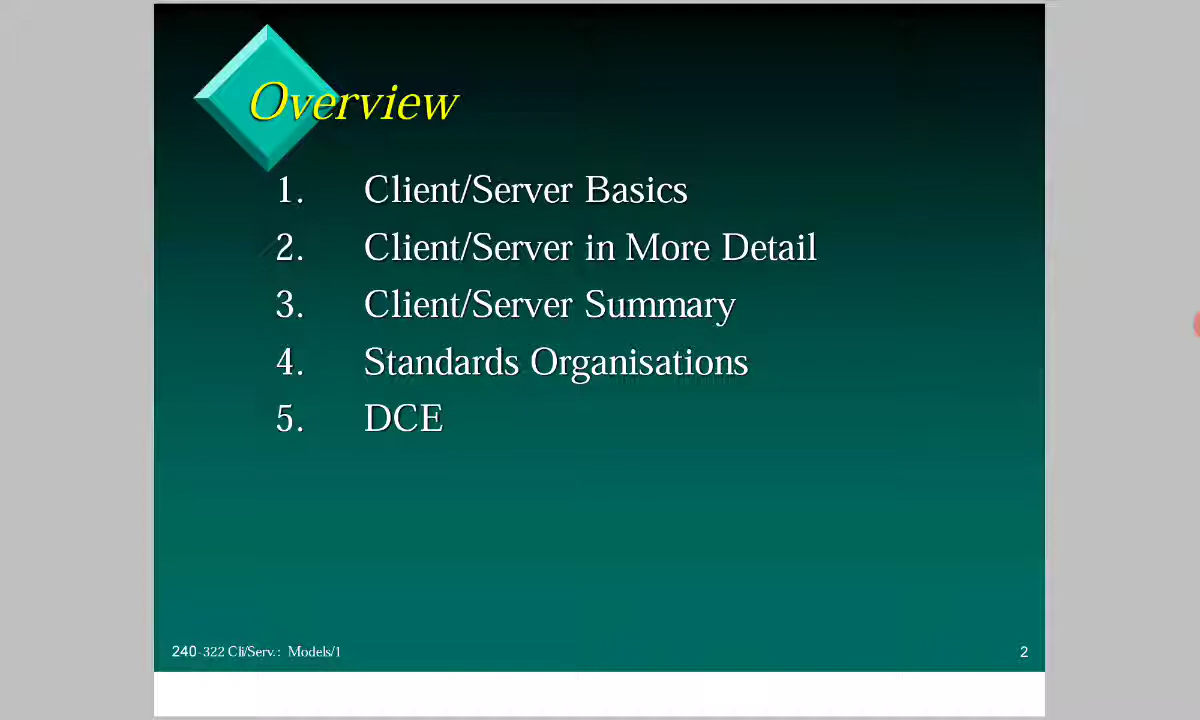 Overview
1. Client/Server Basics
2. Client/Server in More Detail
3. Client/Server Summary
4. Standards Organisations
5. DCE
240-322 Cli/Serv.: Models/1
2